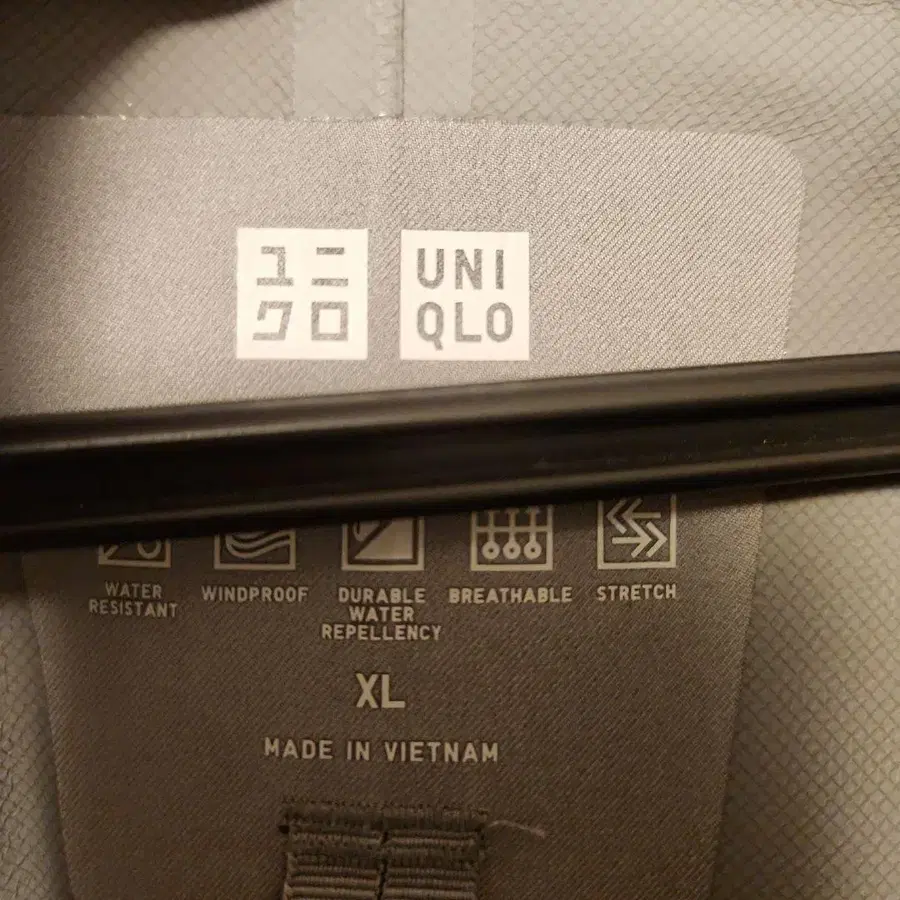 ユニ
クロ
UNI
QLO
WATER
RESISTANT
WINDPROOF
DURABLE
WATER
REPELLENCY
BREATHABLE
STRETCH
XL
MADE IN VIETNAM